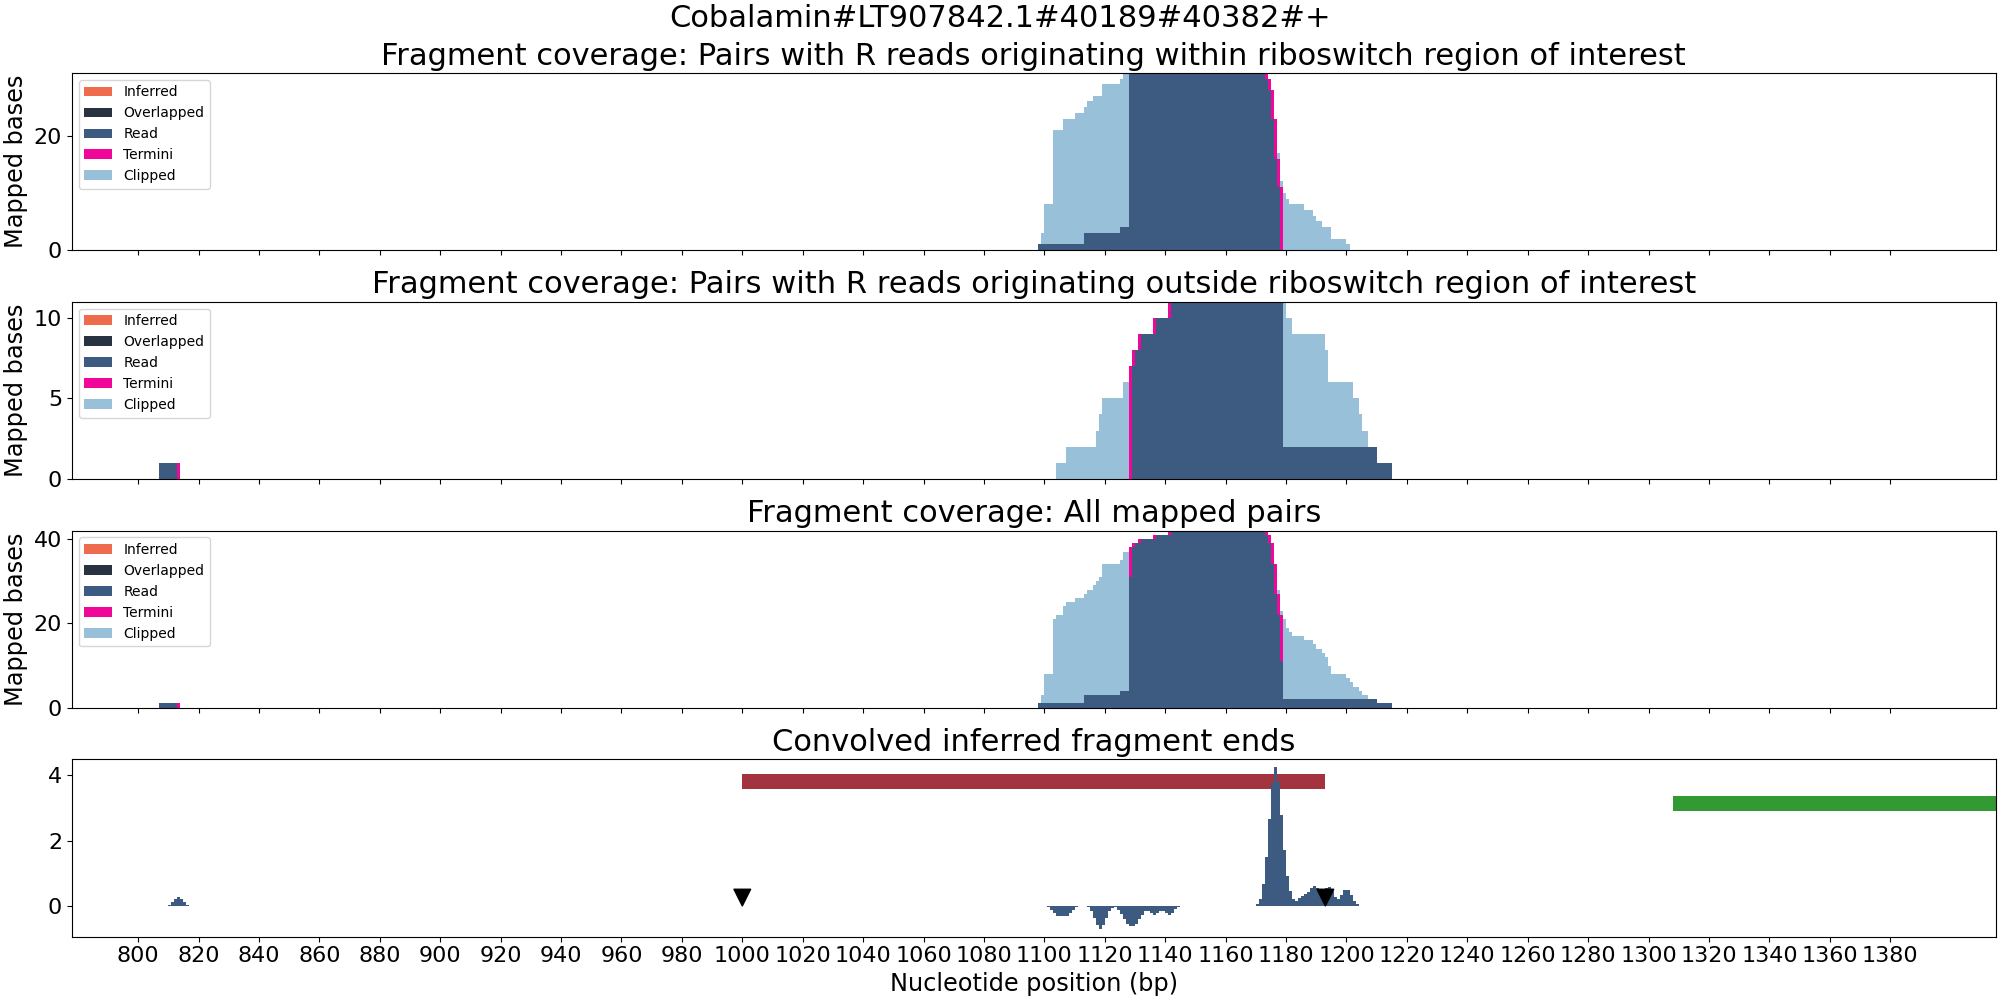 Cobalamin#LT907842.1#40189#40382#+
Fragment coverage: Pairs with R reads originating within riboswitch region of interest
Mapped bases
20
0
Inferred
Overlapped
Read
Termini
Clipped
Fragment coverage: Pairs with R reads originating outside riboswitch region of interest
Mapped bases
10
5
0
Inferred
Overlapped
Read
Termini
Clipped
Fragment coverage: All mapped pairs
Mapped bases
40
20
0
Inferred
Overlapped
Read
Termini
Clipped
Convolved inferred fragment ends
4
2
0
800 820 840 860 880 900 920 940 960 980 1000 1020 1040 1060 1080 1100 1120 1140 1160 1180 1200 1220 1240 1260 1280 1300 1320 1340 1360 1380
Nucleotide position (bp)